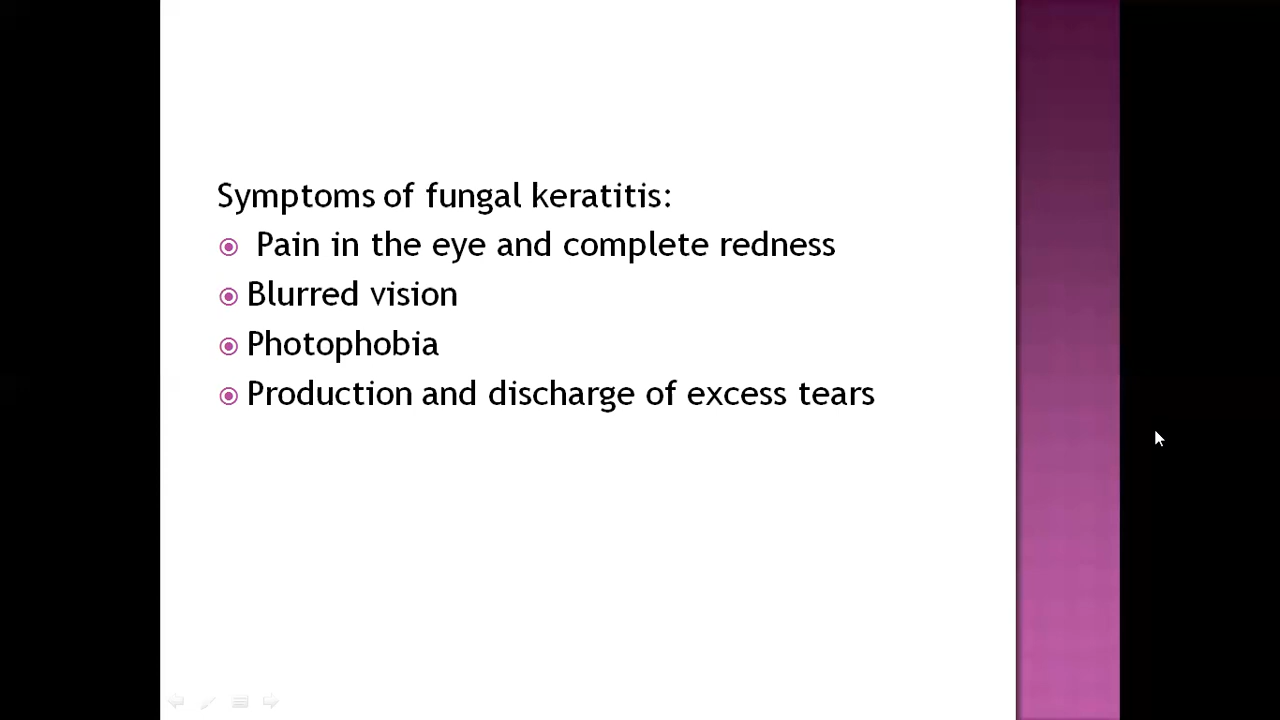 Symptoms of fungal keratitis:
Pain in the eye and complete redness
Blurred vision
Photophobia
Production and discharge of excess tears